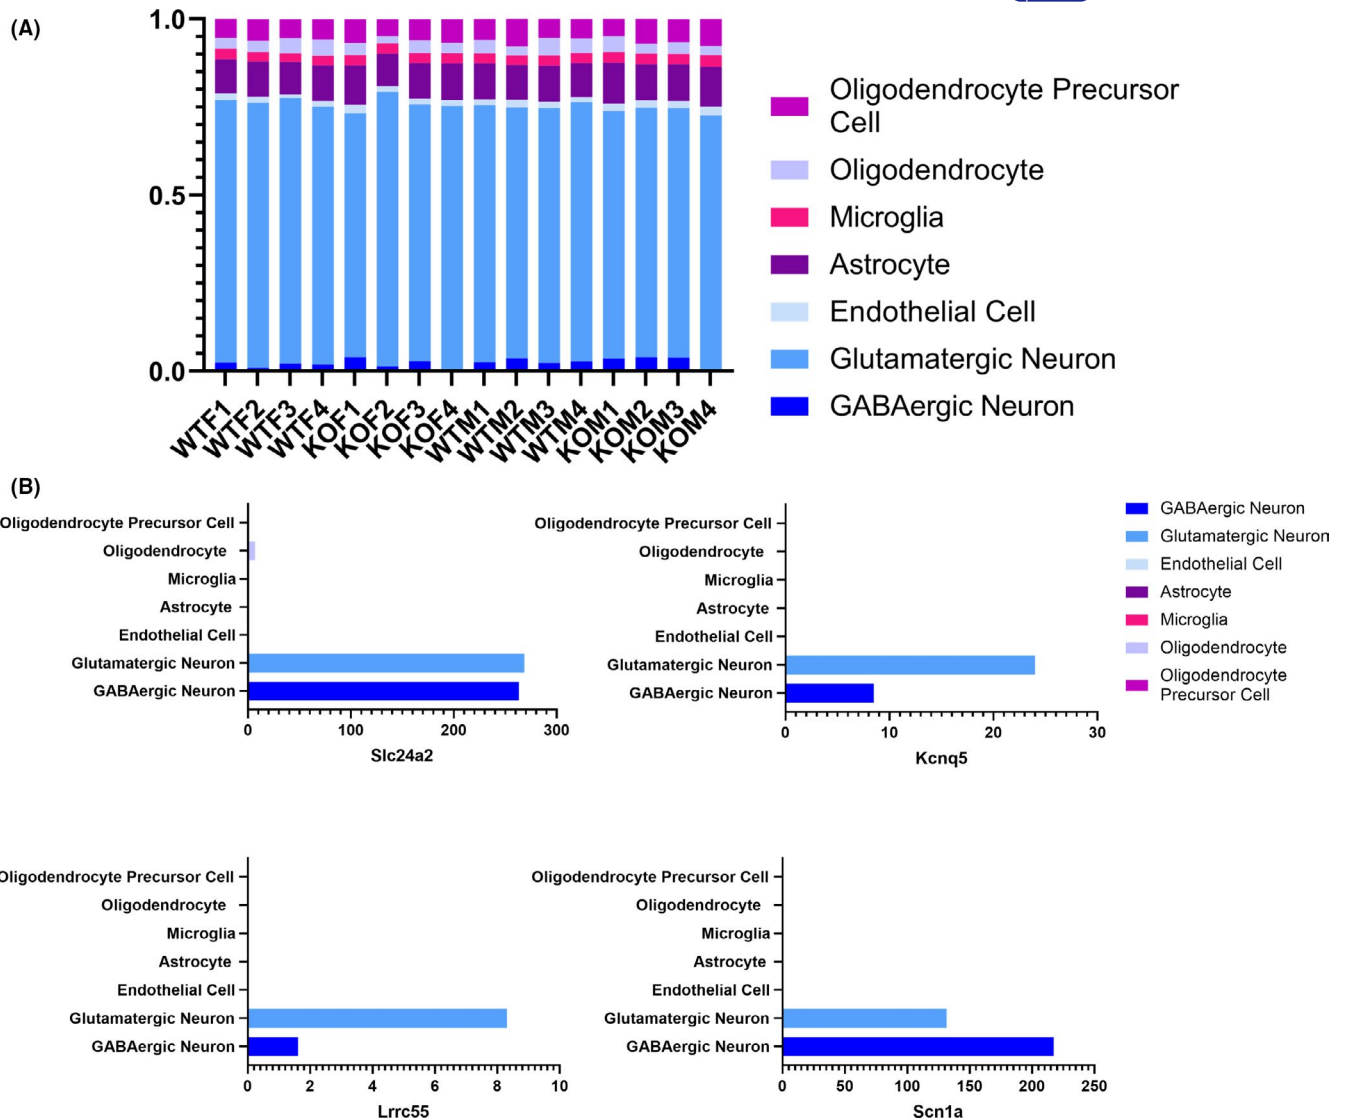 (A)
1.0
0.5
0.0
WTF1
WTF2
WTF3
WTF4
KOF1
KOF2
KOF3
KOF4
WTM1
WTM2
WTM3
WTM4
KOM1
KOM2
KOM3
KOM4
Oligodendrocyte Precursor
Cell
Oligodendrocyte
Microglia
Astrocyte
Endothelial Cell
Glutamatergic Neuron
GABAergic Neuron
(B)
Oligodendrocyte Precursor Cell
Oligodendrocyte
Microglia
Astrocyte
Endothelial Cell
Glutamatergic Neuron
GABAergic Neuron
0 100 200 300
Slc24a2
Oligodendrocyte Precursor Cell
Oligodendrocyte
Microglia
Astrocyte
Endothelial Cell
Glutamatergic Neuron
GABAergic Neuron
0 10 20 30
Kcnq5
GABAergic Neuron
Glutamatergic Neuron
Endothelial Cell
Astrocyte
Microglia
Oligodendrocyte
Oligodendrocyte
Precursor Cell
Oligodendrocyte Precursor Cell
Oligodendrocyte
Microglia
Astrocyte
Endothelial Cell
Glutamatergic Neuron
GABAergic Neuron
0 2 4 6 8 10
Lrrc55
Oligodendrocyte Precursor Cell
Oligodendrocyte
Microglia
Astrocyte
Endothelial Cell
Glutamatergic Neuron
GABAergic Neuron
0 50 100 150 200 250
Scn1a